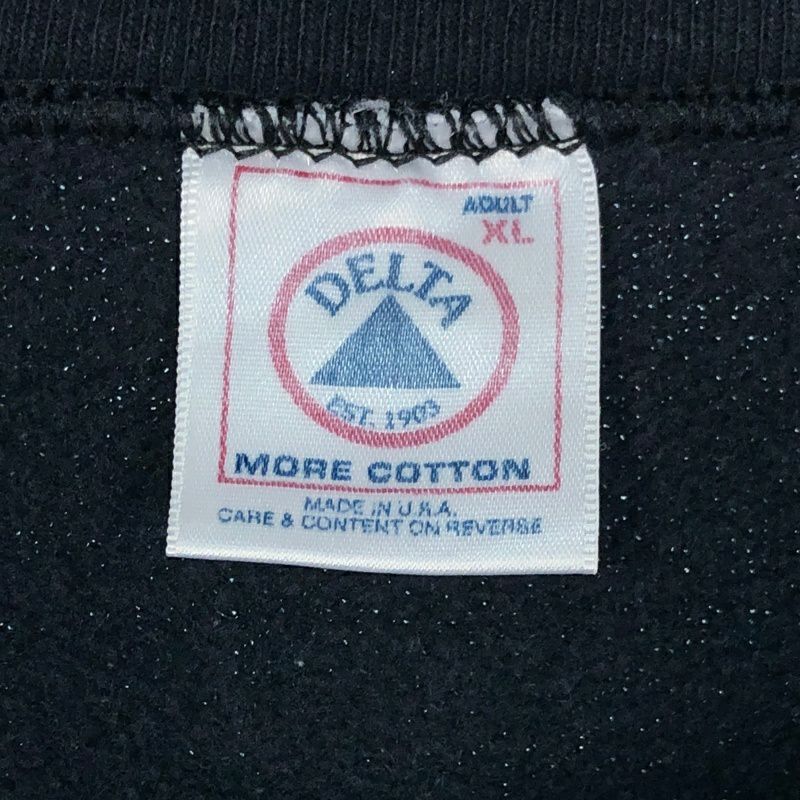 ADULT
XL
DELTA
EST. 1903
MORE COTTON
MADE IN U.S.A.
CARE & CONTENT ON REVERSE